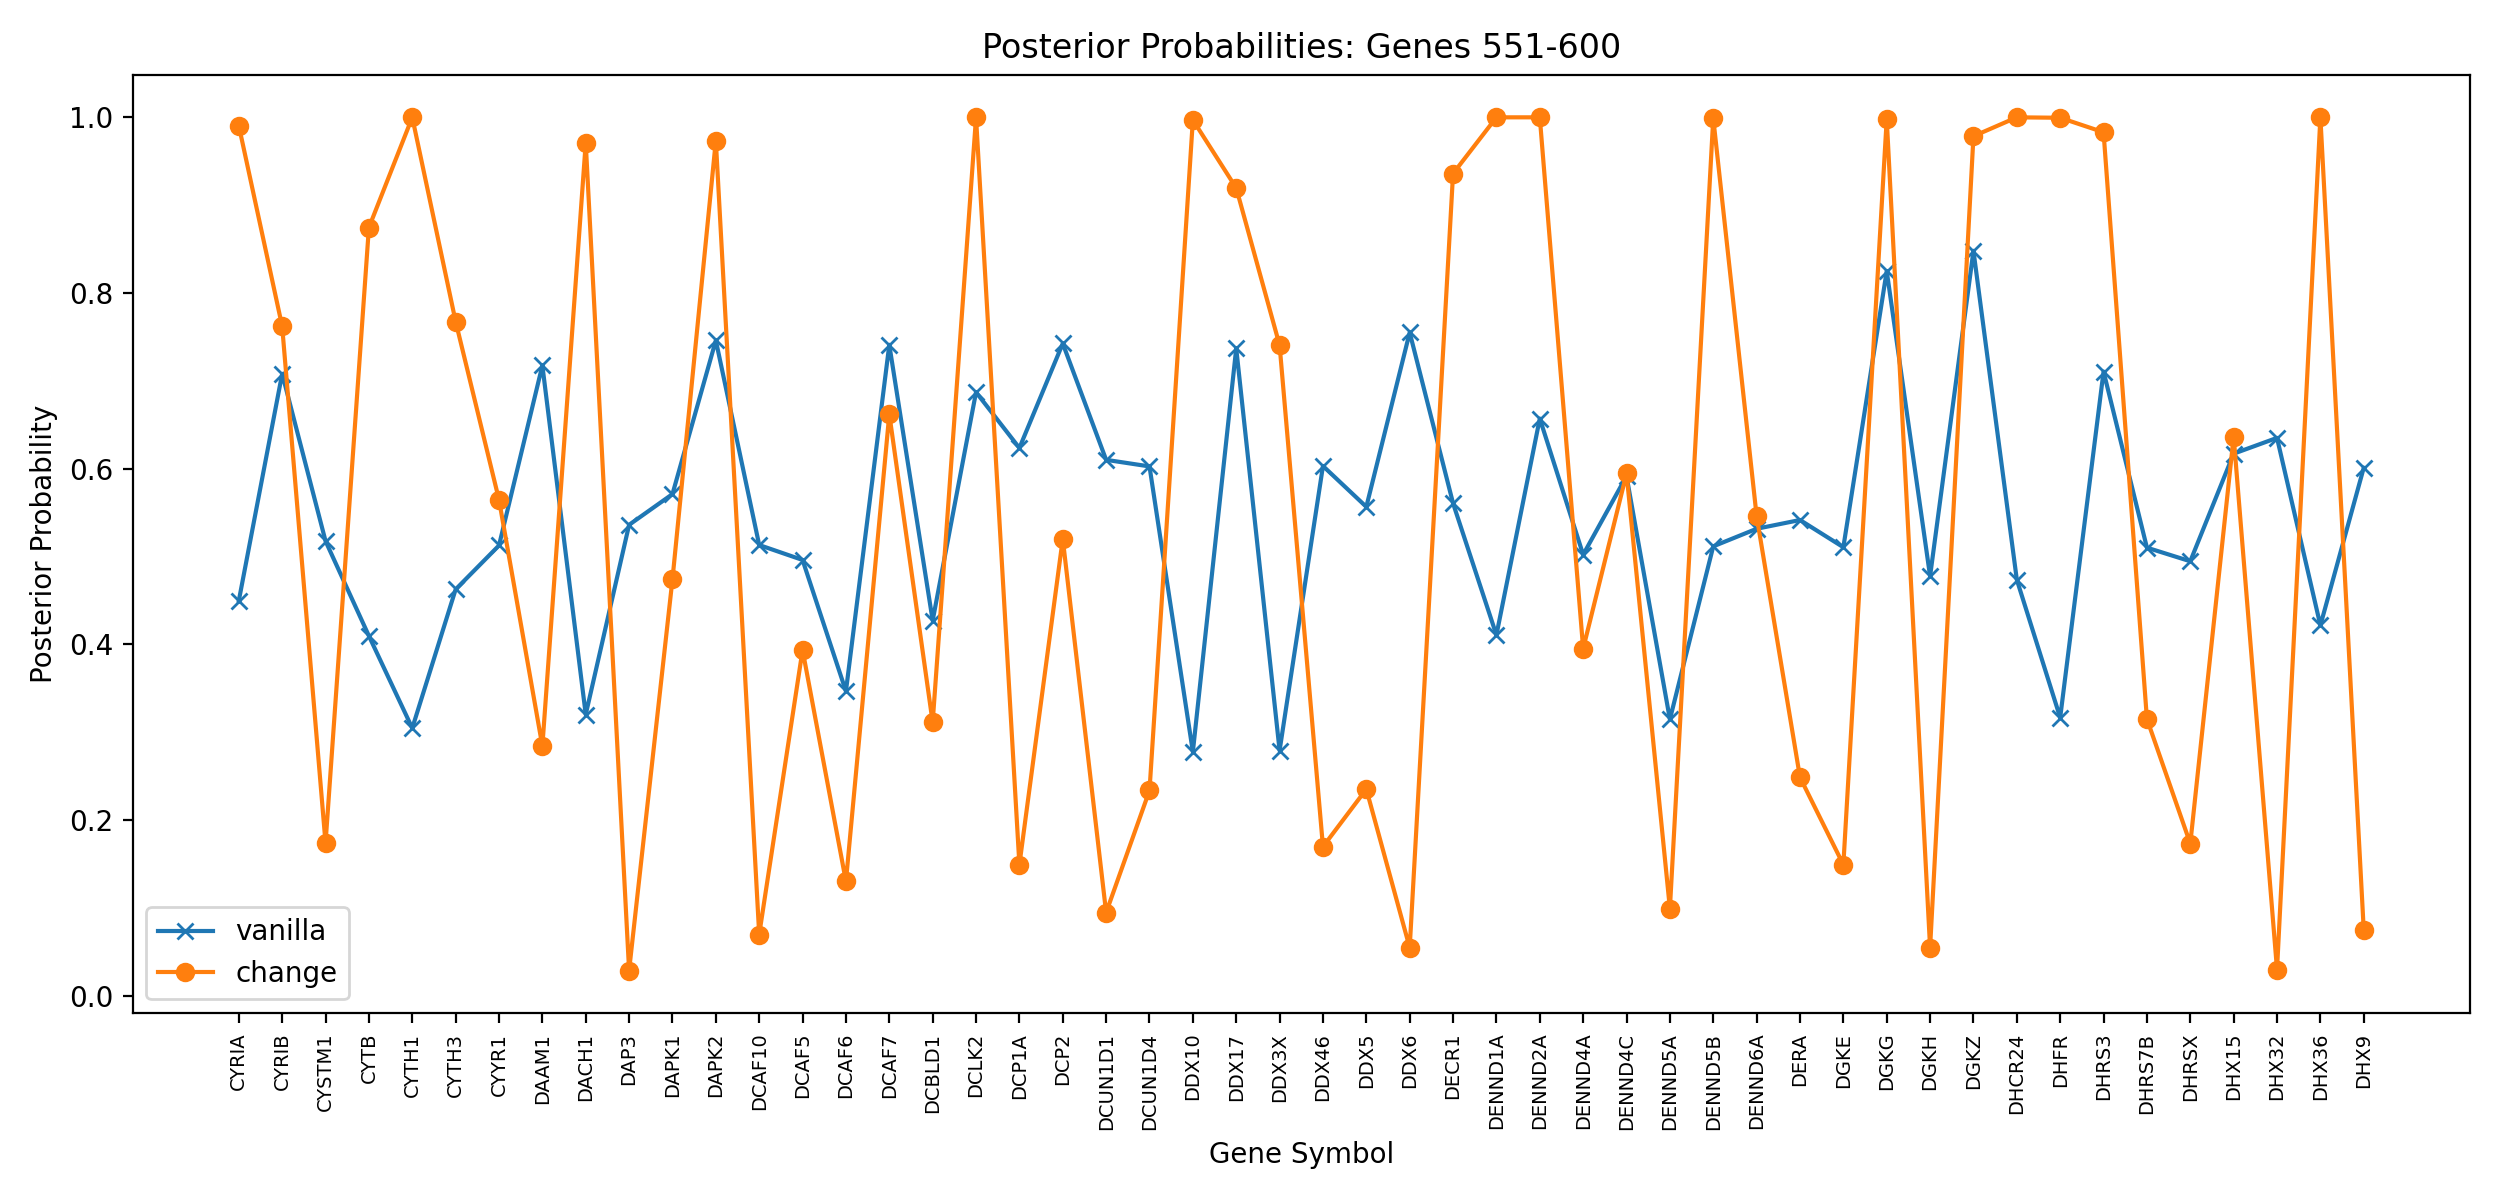 Posterior Probabilities: Genes 551-600
Posterior Probability
1.0
0.8
0.6
0.4
0.2
0.0
vanilla
change
CYRIA
CYRIB
CYSTM1
CYTB
CYTH1
CYTH3
CYYR1
DAAM1
DACH1
DAP3
DAPK1
DAPK2
DCAF10
DCAF5
DCAF6
DCAF7
DCBLD1
DCLK2
DCP1A
DCP2
DCUN1D1
DCUN1D4
DDX10
DDX17
DDX3X
DDX46
DDX5
DDX6
DECR1
DENND1A
DENND2A
DENND4A
DENND4C
DENND5A
DENND5B
DENND6A
DERA
DGKE
DGKG
DGKH
DGKZ
DHCR24
DHFR
DHRS3
DHRS7B
DHRSX
DHX15
DHX32
DHX36
DHX9
Gene Symbol